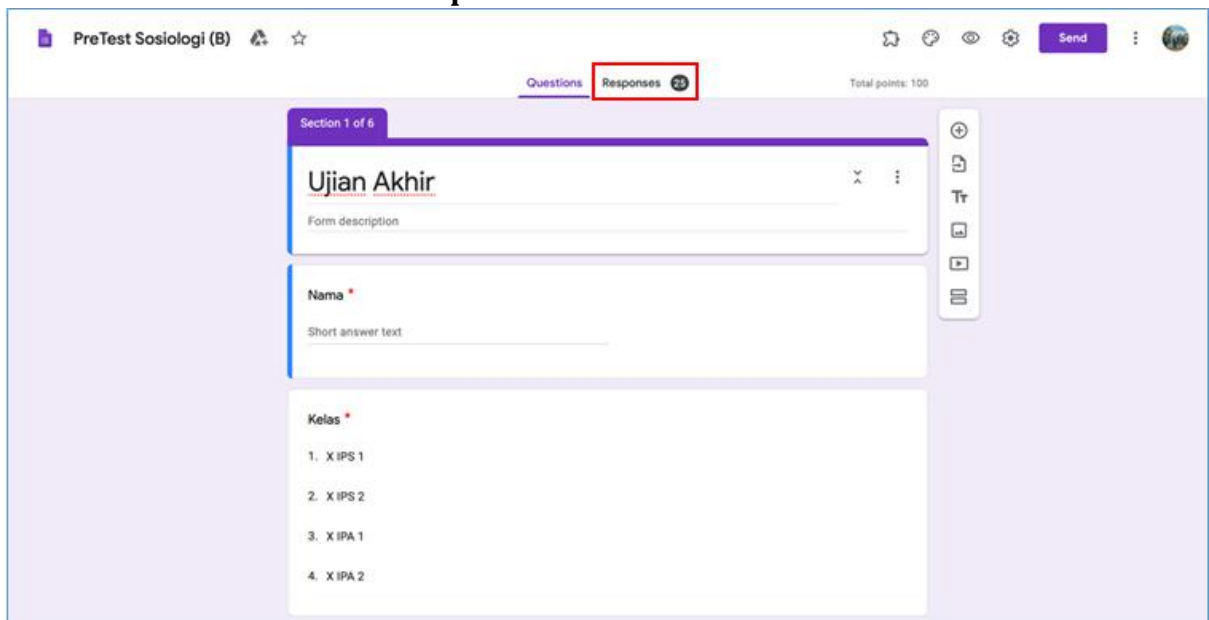 PreTest Sosiologi (B) Send
Questions Responses 25 Total points: 100
Section 1 of 6
Ujian Akhir
Form description
Tт
Nama *
Short answer text
Kelas *
1. X IPS 1
2. X IPS 2
3. X IPA 1
4. X IPA 2